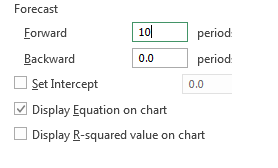 Forecast
Forward 10 period
Backward 0.0 period
Set Intercept 0.0
Display Equation on chart
Display R-squared value on chart